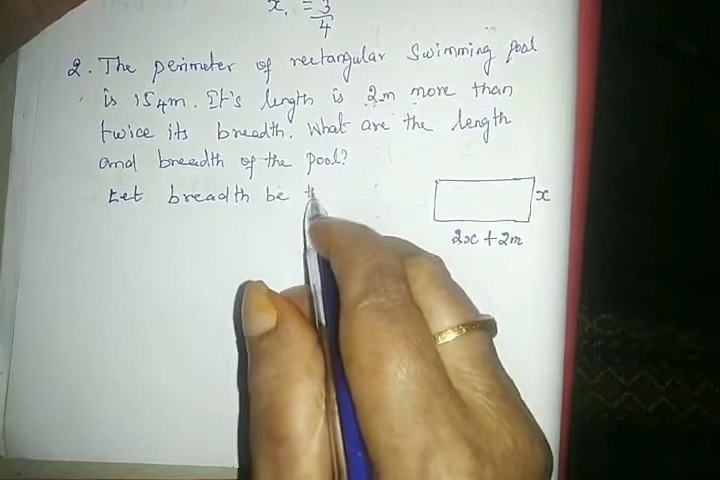 x. = 3/4
2. The perimeter of rectangular Swimming pool
is 154m. It's length is 2m more than
twice its breadth. What are the length
and breadth of the pool?
Let breadth be
x
2x + 2m